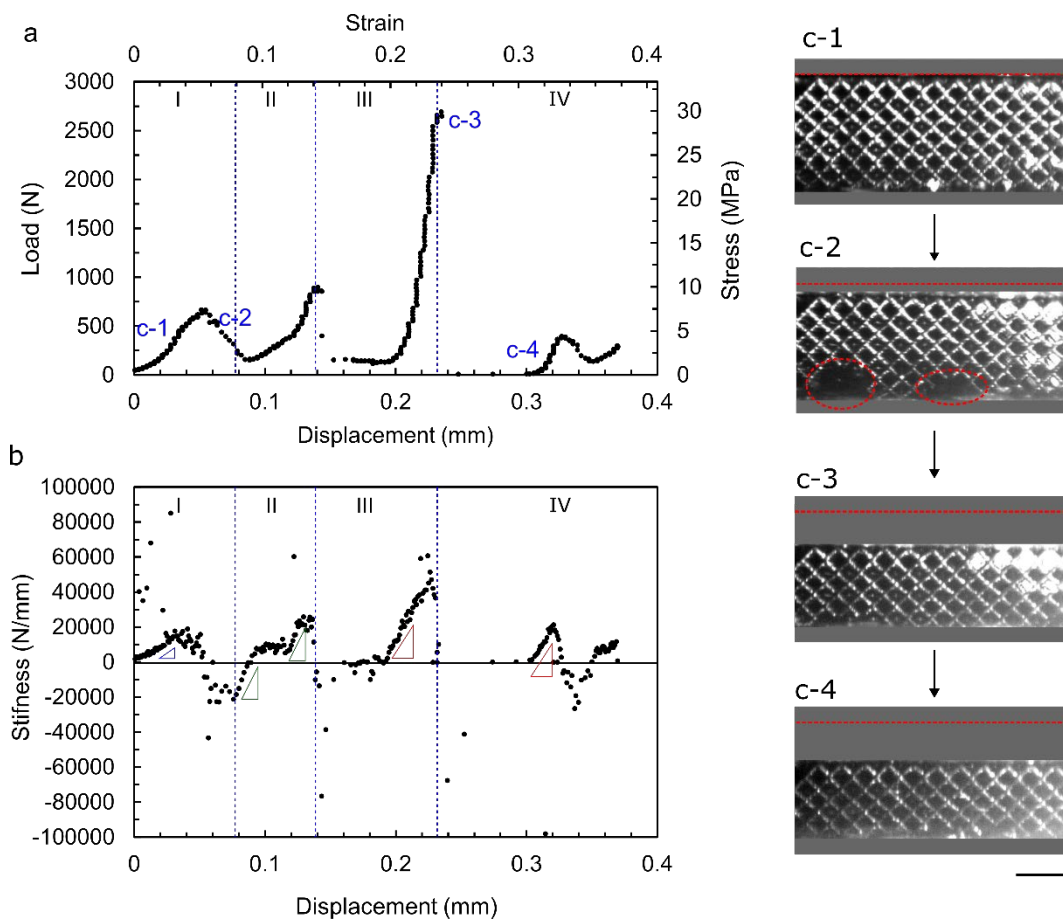 a
Strain
0 0.1 0.2 0.3 0.4
I II III IV
3000
2500
2000
1500
1000
500
0
Load (N)
c-1
c-2
c-3
c-4
30
25
20
15
10
5
0
Stress (MPa)
0 0.1 0.2 0.3 0.4
Displacement (mm)
b
I II III IV
100000
80000
60000
40000
20000
0
-20000
-40000
-60000
-80000
-100000
Stifness (N/mm)
0 0.1 0.2 0.3 0.4
Displacement (mm)
c-1
c-2
c-3
c-4